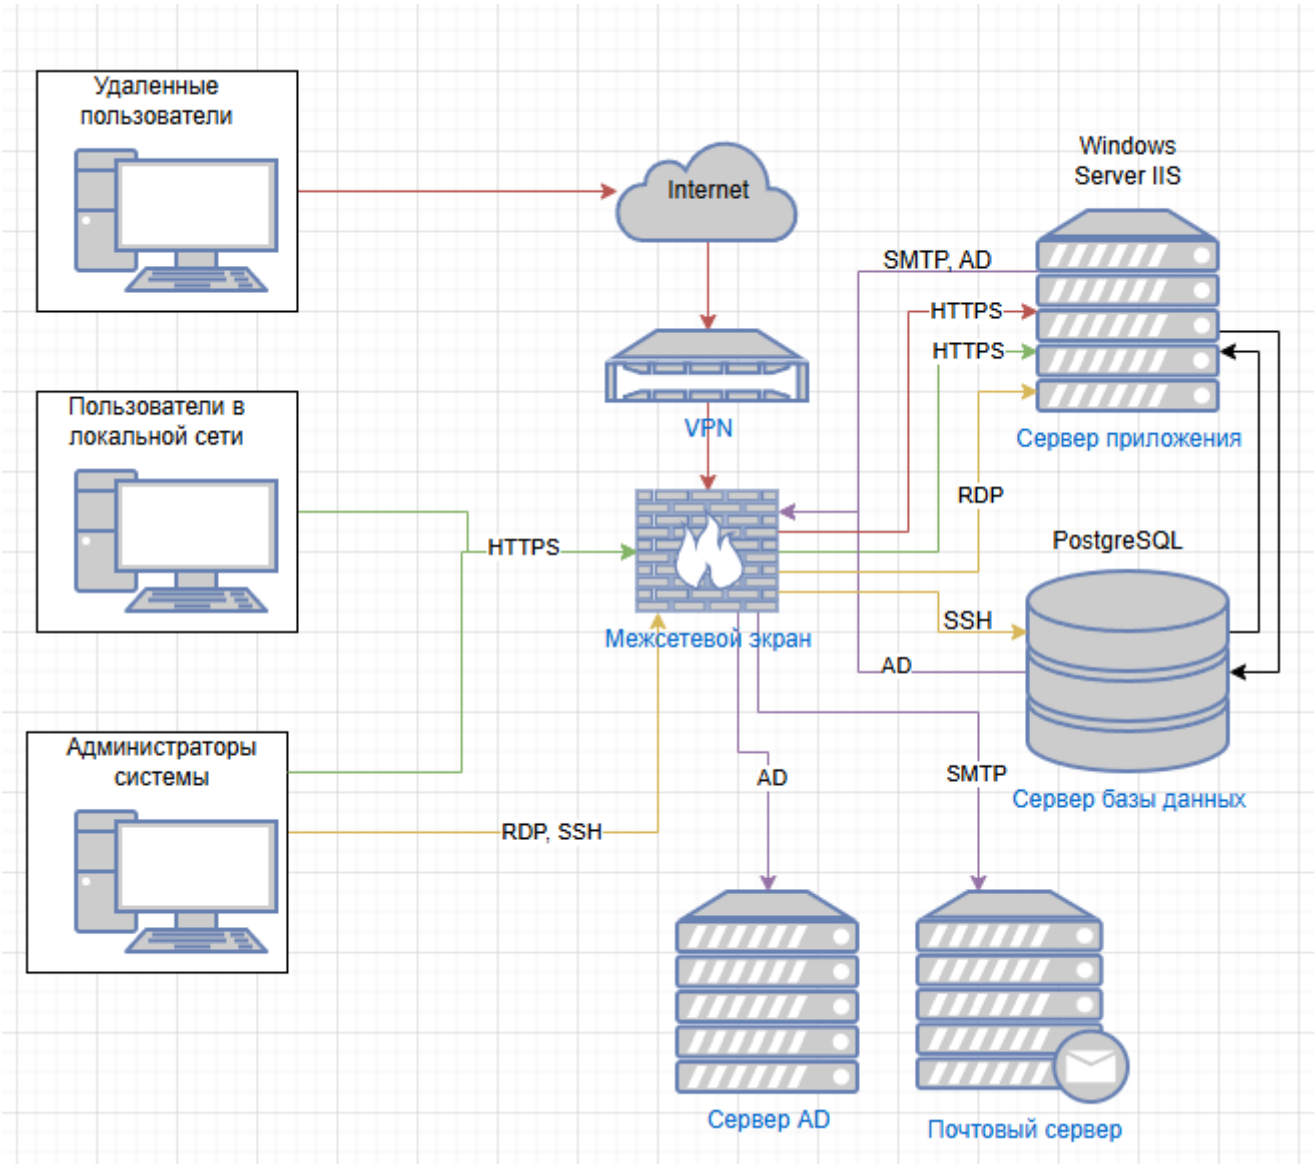 Удаленные
пользователи
Internet
Windows
Server IIS
SMTP, AD
HTTPS
HTTPS
Пользователи в
локальной сети
VPN
Сервер приложения
RDP
HTTPS
PostgreSQL
SSH
Межсетевой экран
AD
Администраторы
системы
AD
SMTP
Сервер базы данных
RDP, SSH
Сервер AD
Почтовый сервер